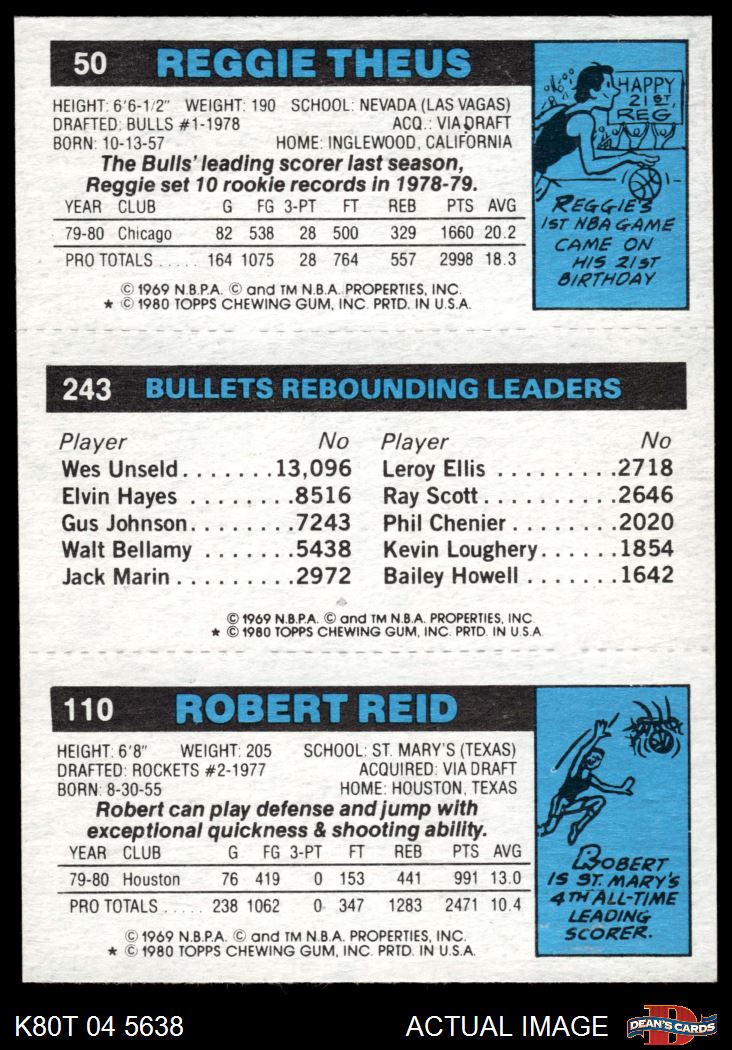 50 REGGIE THEUS
HEIGHT: 6'6-1/2" WEIGHT: 190 SCHOOL: NEVADA (LAS VAGAS)
DRAFTED: BULLS #1-1978 ACQ.: VIA DRAFT
BORN: 10-13-57 HOME: INGLEWOOD, CALIFORNIA
The Bulls' leading scorer last season,
Reggie set 10 rookie records in 1978-79.
YEAR CLUB G FG 3-PT FT REB PTS AVG
79-80 Chicago 82 538 28 500 329 1660 20.2
PRO TOTALS ..... 164 1075 28 764 557 2998 18.3
© 1969 N.B.P.A. © and TM N.B.A. PROPERTIES, INC.
★ © 1980 TOPPS CHEWING GUM, INC. PRTD. IN U.S.A.
HAPPY
21ST,
REG
REGGIE'S
1ST NBA GAME
CAME ON
HIS 21ST
BIRTHDAY
243 BULLETS REBOUNDING LEADERS
Player No Player No
Wes Unseld.......13,096 Leroy Ellis .........2718
Elvin Hayes ........8516 Ray Scott..........2646
Gus Johnson........7243 Phil Chenier ........2020
Walt Bellamy .......5438 Kevin Loughery......1854
Jack Marin .........2972 Bailey Howell .......1642
© 1969 N.B.P.A. © and TM N.B.A. PROPERTIES, INC.
★ © 1980 TOPPS CHEWING GUM, INC. PRTD. IN U.S.A.
110 ROBERT REID
HEIGHT: 6'8" WEIGHT: 205 SCHOOL: ST. MARY'S (TEXAS)
DRAFTED: ROCKETS #2-1977 ACQUIRED: VIA DRAFT
BORN: 8-30-55 HOME: HOUSTON, TEXAS
Robert can play defense and jump with
exceptional quickness & shooting ability.
YEAR CLUB G FG 3-PT FT REB PTS AVG
79-80 Houston 76 419 0 153 441 991 13.0
PRO TOTALS ..... 238 1062 0 347 1283 2471 10.4
© 1969 N.B.P.A. © and TM N.B.A. PROPERTIES, INC.
★ © 1980 TOPPS CHEWING GUM, INC. PRTD. IN U.S.A.
ROBERT
IS ST. MARY'S
4TH ALL-TIME
LEADING
SCORER.
K80T 04 5638 ACTUAL IMAGE DEAN'S CARDS